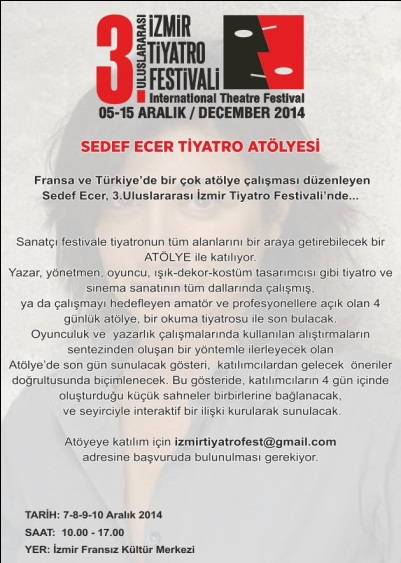 3.
ULUSLARARASI
İZMİR
TİYATRO
FESTİVALİ
International Theatre Festival
05-15 ARALIK / DECEMBER 2014
SEDEF ECER TİYATRO ATÖLYESİ
Fransa ve Türkiye'de bir çok atölye çalışması düzenleyen
Sedef Ecer, 3.Uluslararası İzmir Tiyatro Festivali'nde...
Sanatçı festivale tiyatronun tüm alanlarını bir araya getirebilecek bir
ATÖLYE ile katılıyor.
Yazar, yönetmen, oyuncu, ışık-dekor-kostüm tasarımcısı gibi tiyatro ve
sinema sanatının tüm dallarında çalışmış,
ya da çalışmayı hedefleyen amatör ve profesyonellere açık olan 4
günlük atölye, bir okuma tiyatrosu ile son bulacak.
Oyunculuk ve yazarlık çalışmalarında kullanılan alıştırmaların
sentezinden oluşan bir yöntemle ilerleyecek olan
Atölye'de son gün sunulacak gösteri, katılımcılardan gelecek öneriler
doğrultusunda biçimlenecek. Bu gösteride, katılımcıların 4 gün içinde
oluşturduğu küçük sahneler birbirlerine bağlanacak,
ve seyirciyle interaktif bir ilişki kurularak sunulacak.
Atöyeye katılım için izmirtiyatrofest@gmail.com
adresine başvuruda bulunulması gerekiyor.
TARİH: 7-8-9-10 Aralık 2014
SAAT: 10.00 - 17.00
YER: İzmir Fransız Kültür Merkezi